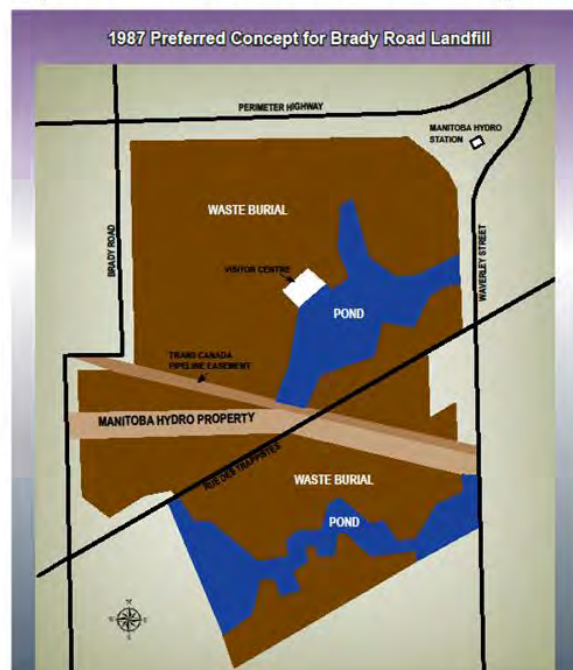 1987 Preferred Concept for Brady Road Landfill
PERIMETER HIGHWAY
MANITOBA HYDRO
STATION
WASTE BURIAL
BRADY ROAD
WAVERLEY STREET
VISITOR CENTRE
POND
TRANS CANADA
PIPELINE EASEMENT
MANITOBA HYDRO PROPERTY
RUE DES TRAPPISTES
WASTE BURIAL
POND
N